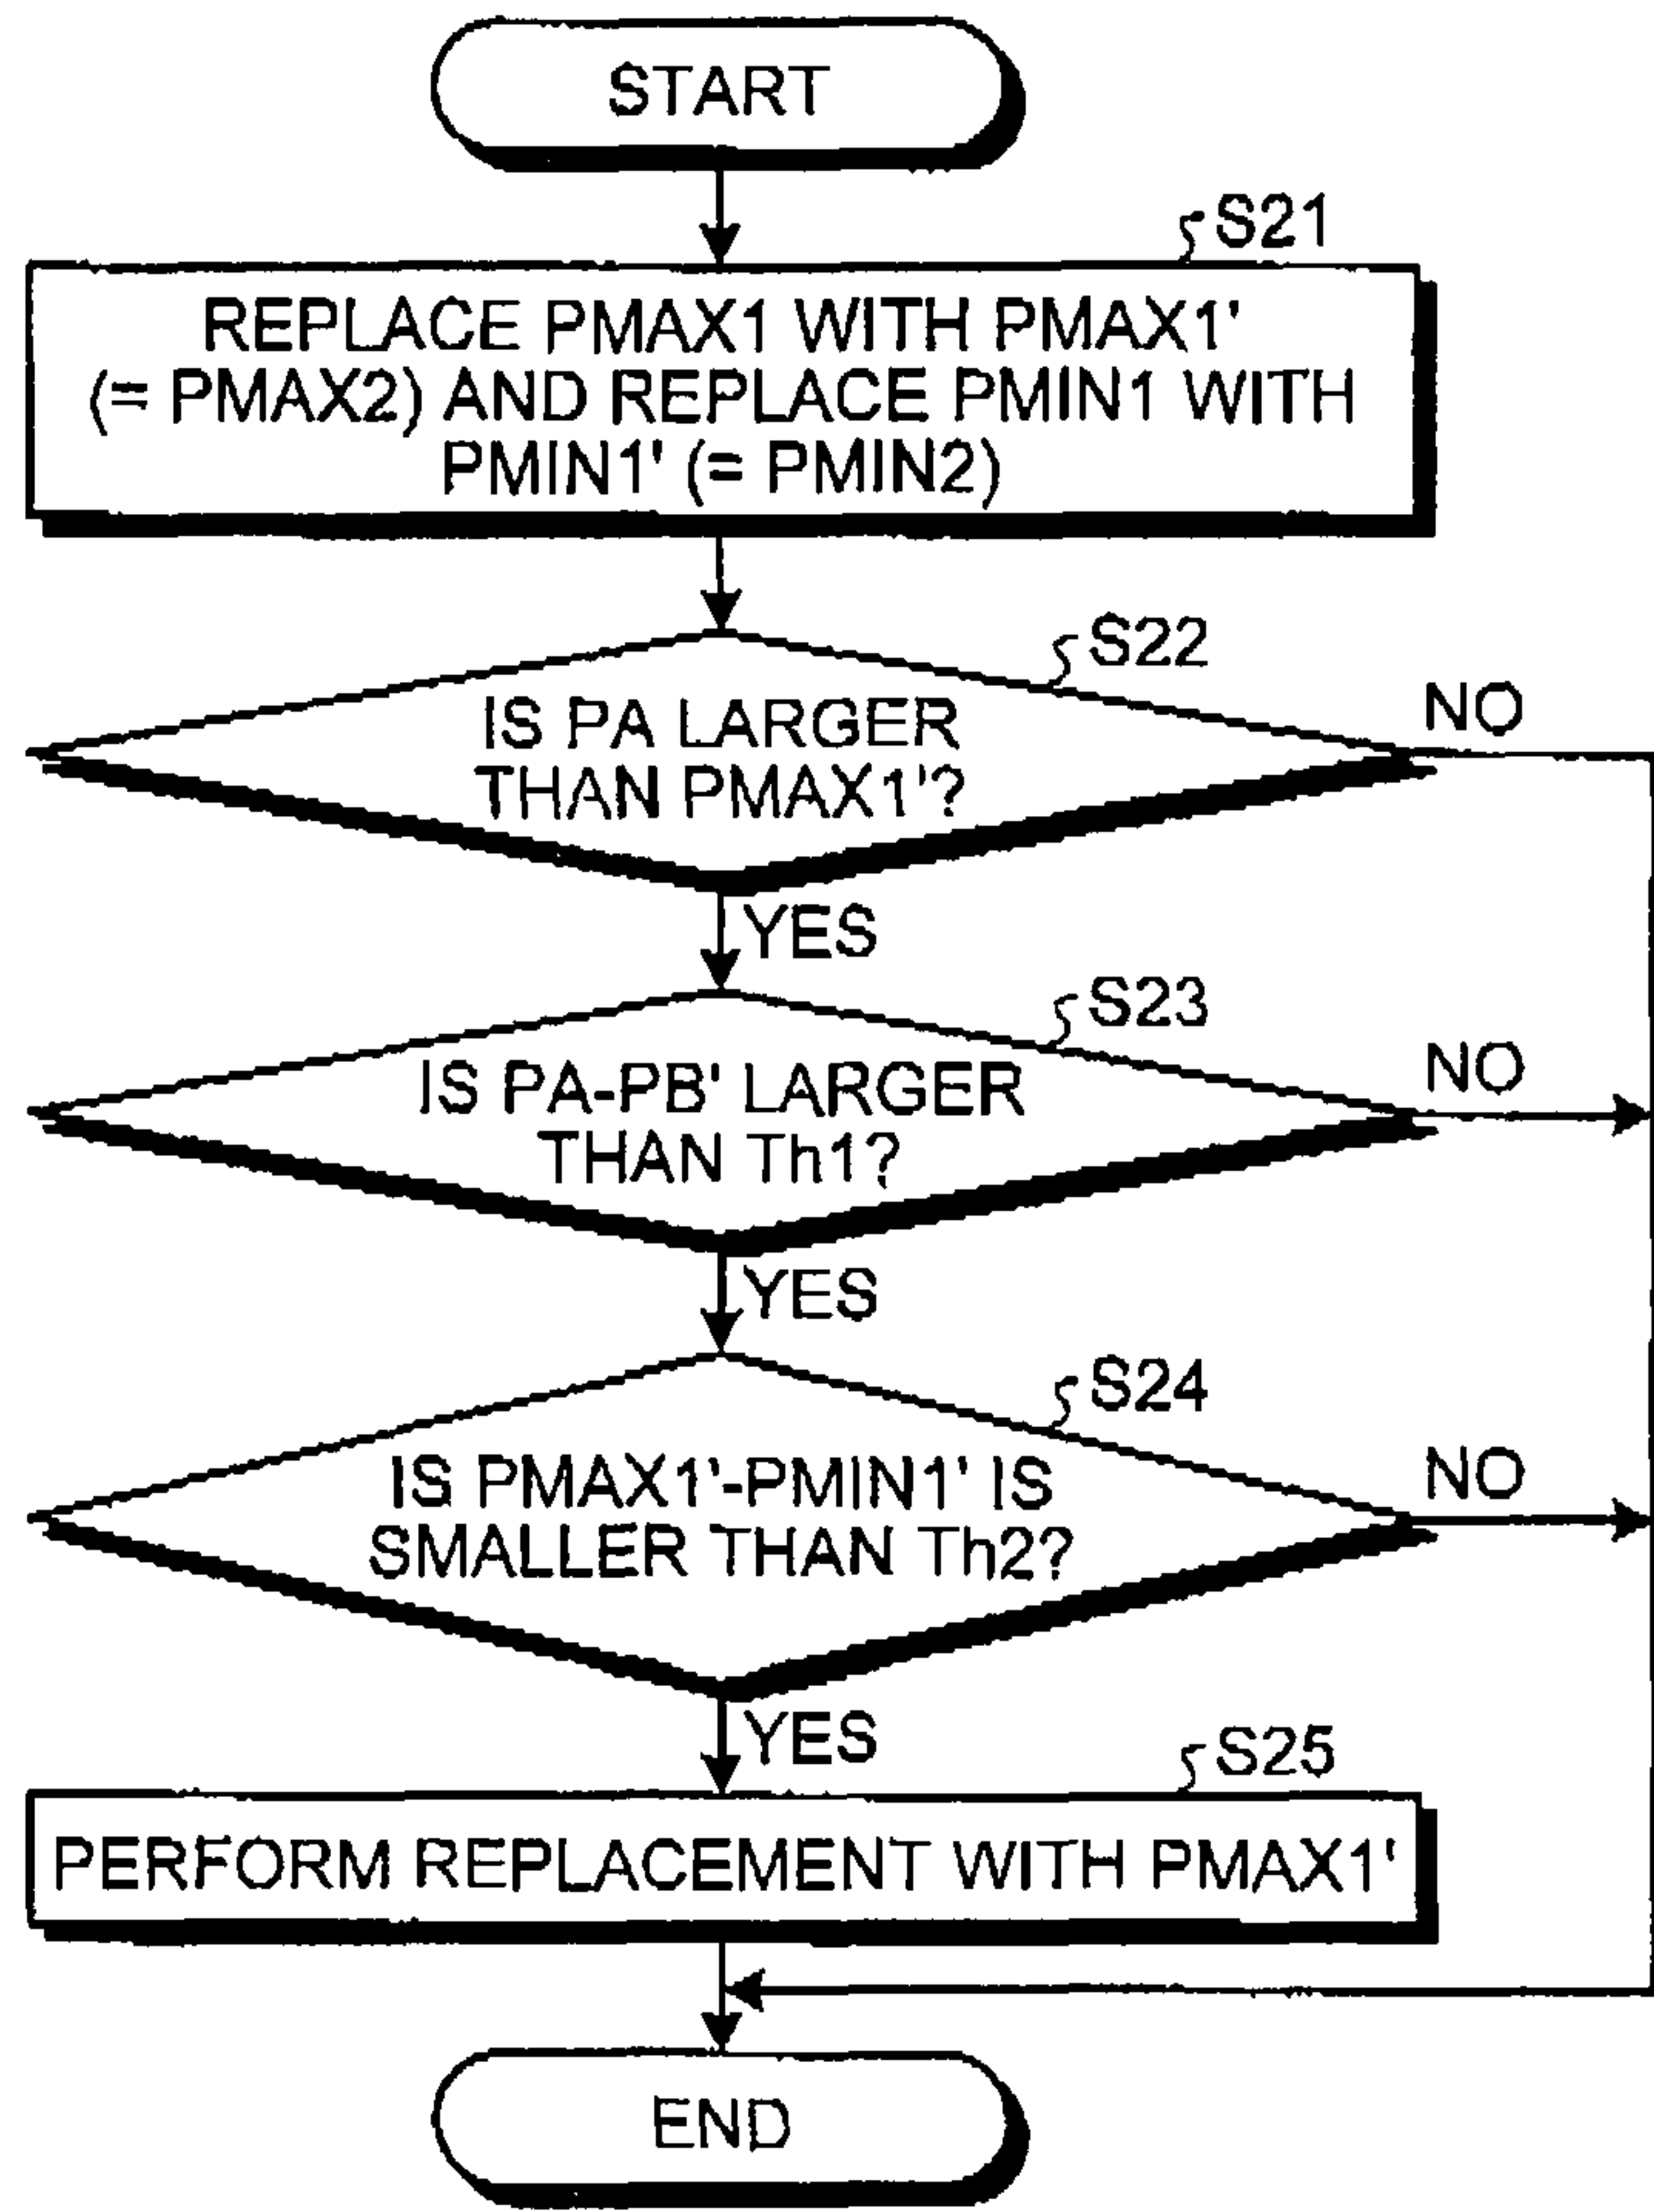 START
S21
REPLACE PMAX1 WITH PMAX1'
(= PMAX2) AND REPLACE PMIN1 WITH
PMIN1' (= PMIN2)
S22
IS PA LARGER
THAN PMAX1'?
NO
YES
S23
IS PA-PB' LARGER
THAN Th1?
NO
YES
S24
IS PMAX1'-PMIN1' IS
SMALLER THAN Th2?
NO
YES
S25
PERFORM REPLACEMENT WITH PMAX1'
END